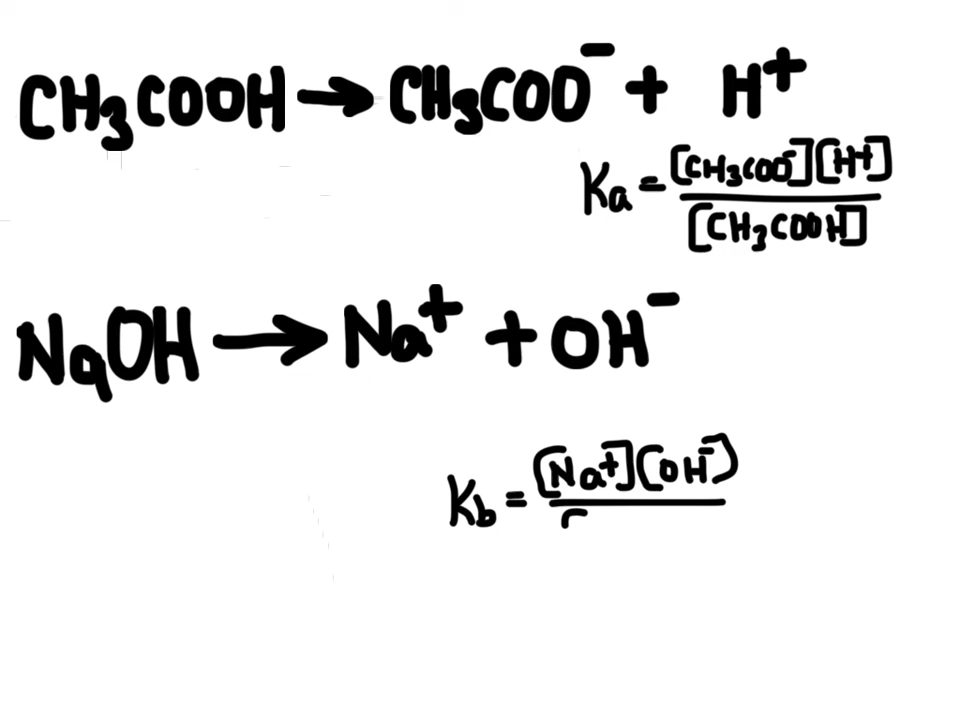 CH₃COOH → CH₃COO⁻ + H⁺
Ka = [CH₃COO⁻][H⁺]
[CH₃COOH]
NaOH → Na⁺ + OH⁻
Kb = [Na⁺][OH⁻]
[